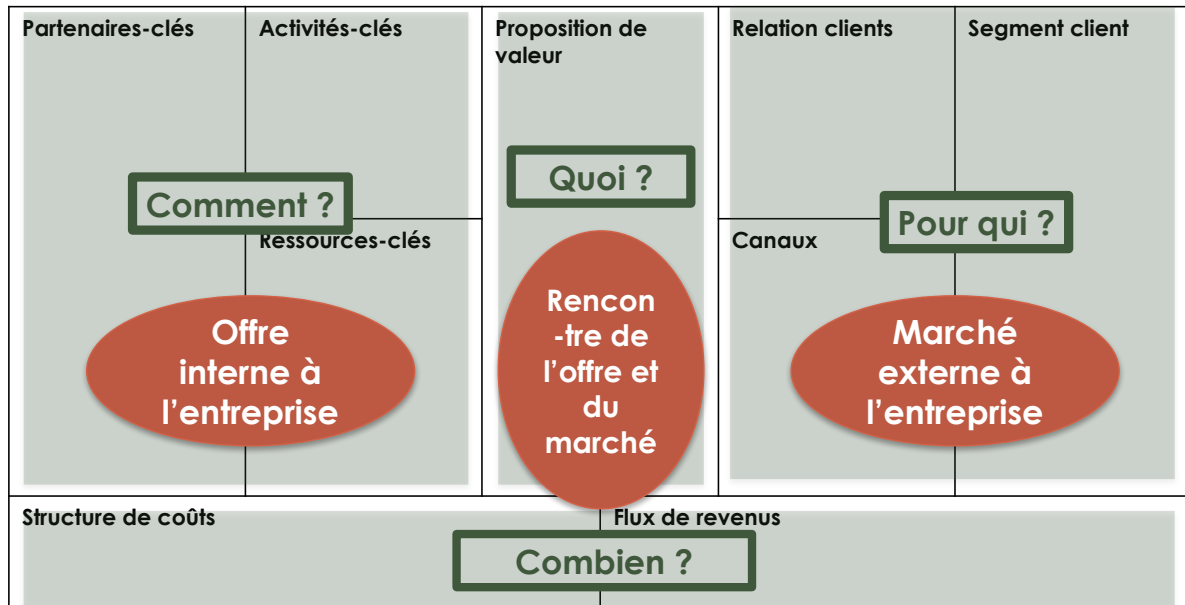 Partenaires-clés
Activités-clés
Proposition de
valeur
Relation clients
Segment client
Comment ?
Quoi ?
Pour qui ?
Ressources-clés
Canaux
Offre
interne à
l’entreprise
Rencon
-tre de
l’offre et
du
marché
Marché
externe à
l’entreprise
Structure de coûts
Flux de revenus
Combien ?